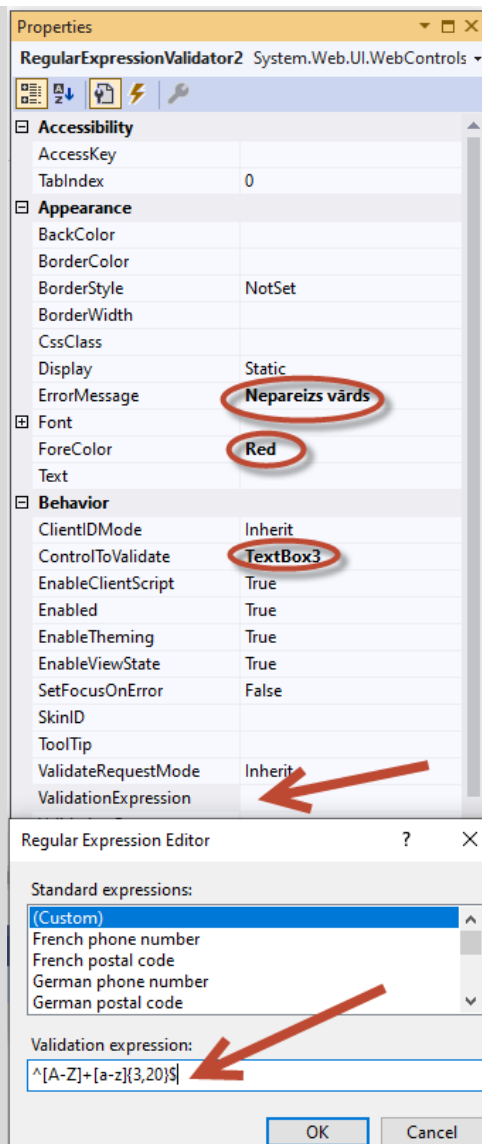 Properties
RegularExpressionValidator2 System.Web.UI.WebControls
Accessibility
AccessKey
TabIndex 0
Appearance
BackColor
BorderColor
BorderStyle NotSet
BorderWidth
CssClass
Display Static
ErrorMessage Nepareizs vārds
Font
ForeColor Red
Text
Behavior
ClientIDMode Inherit
ControlToValidate TextBox3
EnableClientScript True
Enabled True
EnableTheming True
EnableViewState True
SetFocusOnError False
SkinID
ToolTip
ValidateRequestMode Inherit
ValidationExpression
Regular Expression Editor ?
Standard expressions:
(Custom)
French phone number
French postal code
German phone number
German postal code
Validation expression:
^[A-Z]+[a-z]{3,20}$
OK Cancel